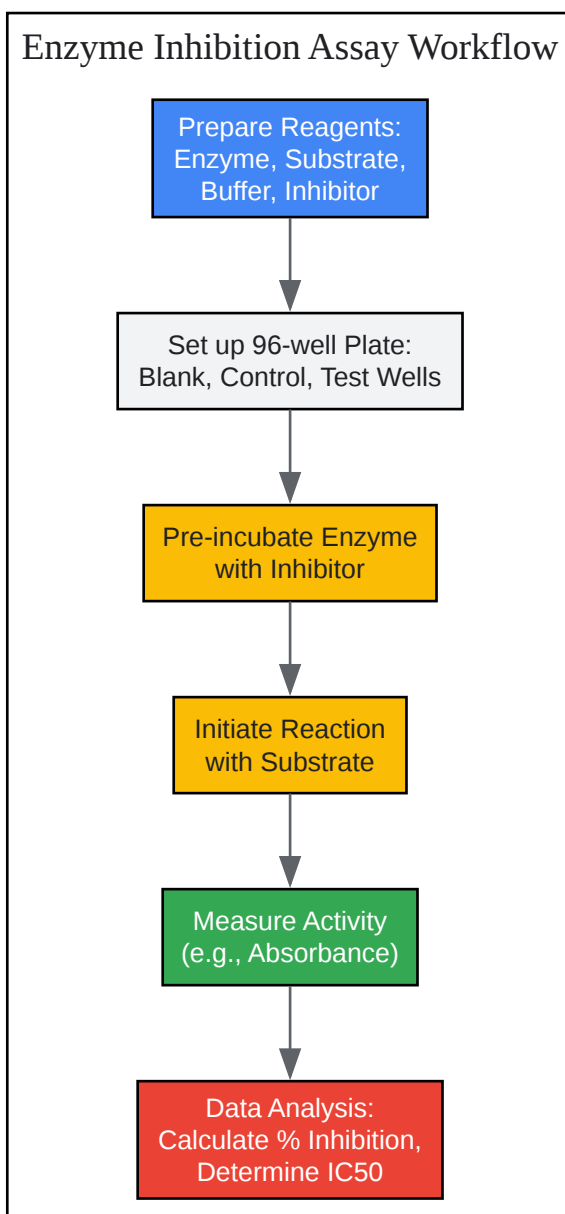 Enzyme Inhibition Assay Workflow
Prepare Reagents:
Enzyme, Substrate,
Buffer, Inhibitor
Set up 96-well Plate:
Blank, Control, Test Wells
Pre-incubate Enzyme
with Inhibitor
Initiate Reaction
with Substrate
Measure Activity
(e.g., Absorbance)
Data Analysis:
Calculate % Inhibition,
Determine IC50